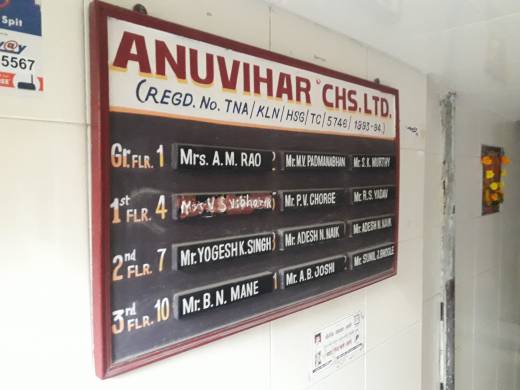 Spit
5567
ANUVIHAR CHS.LTD.
(REGD. No. TNA/KLN/HSG/TC/5746/1993-94.)
Gr. FLR. 1 Mrs. A.M. RAO Mr. M.V. PADMANABHAN Mr. S.K. MURTHY
1st FLR. 4 V S Mr. P.V. CHORGE Mr. R.S. YADAV
2nd FLR. 7 Mr. YOGESH K. SINGH Mr. ADESH N. NAIK Mr. ADESH N. NAIK
3rd FLR. 10 Mr. B.N. MANE Mr. A.B. JOSHI Mr. SUNIL J. BHOGLE